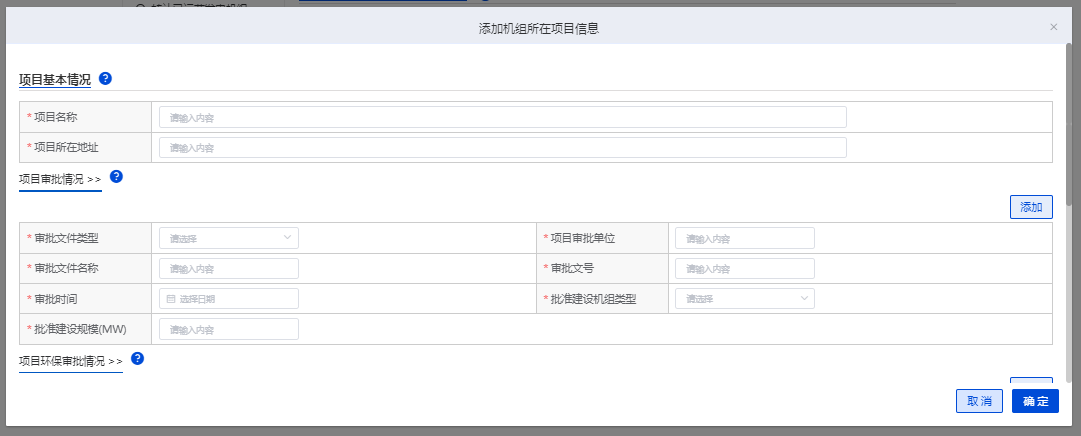 添加机组所在项目信息
×
项目基本情况 ?
* 项目名称 请输入内容
* 项目所在地址 请输入内容
项目审批情况 >> ?
添加
* 审批文件类型 请选择 * 项目审批单位 请输入内容
* 审批文件名称 请输入内容 * 审批文号 请输入内容
* 审批时间 选择日期 * 批准建设机组类型 请选择
* 批准建设规模(MW) 请输入内容
项目环保审批情况 >> ?
取消 确定